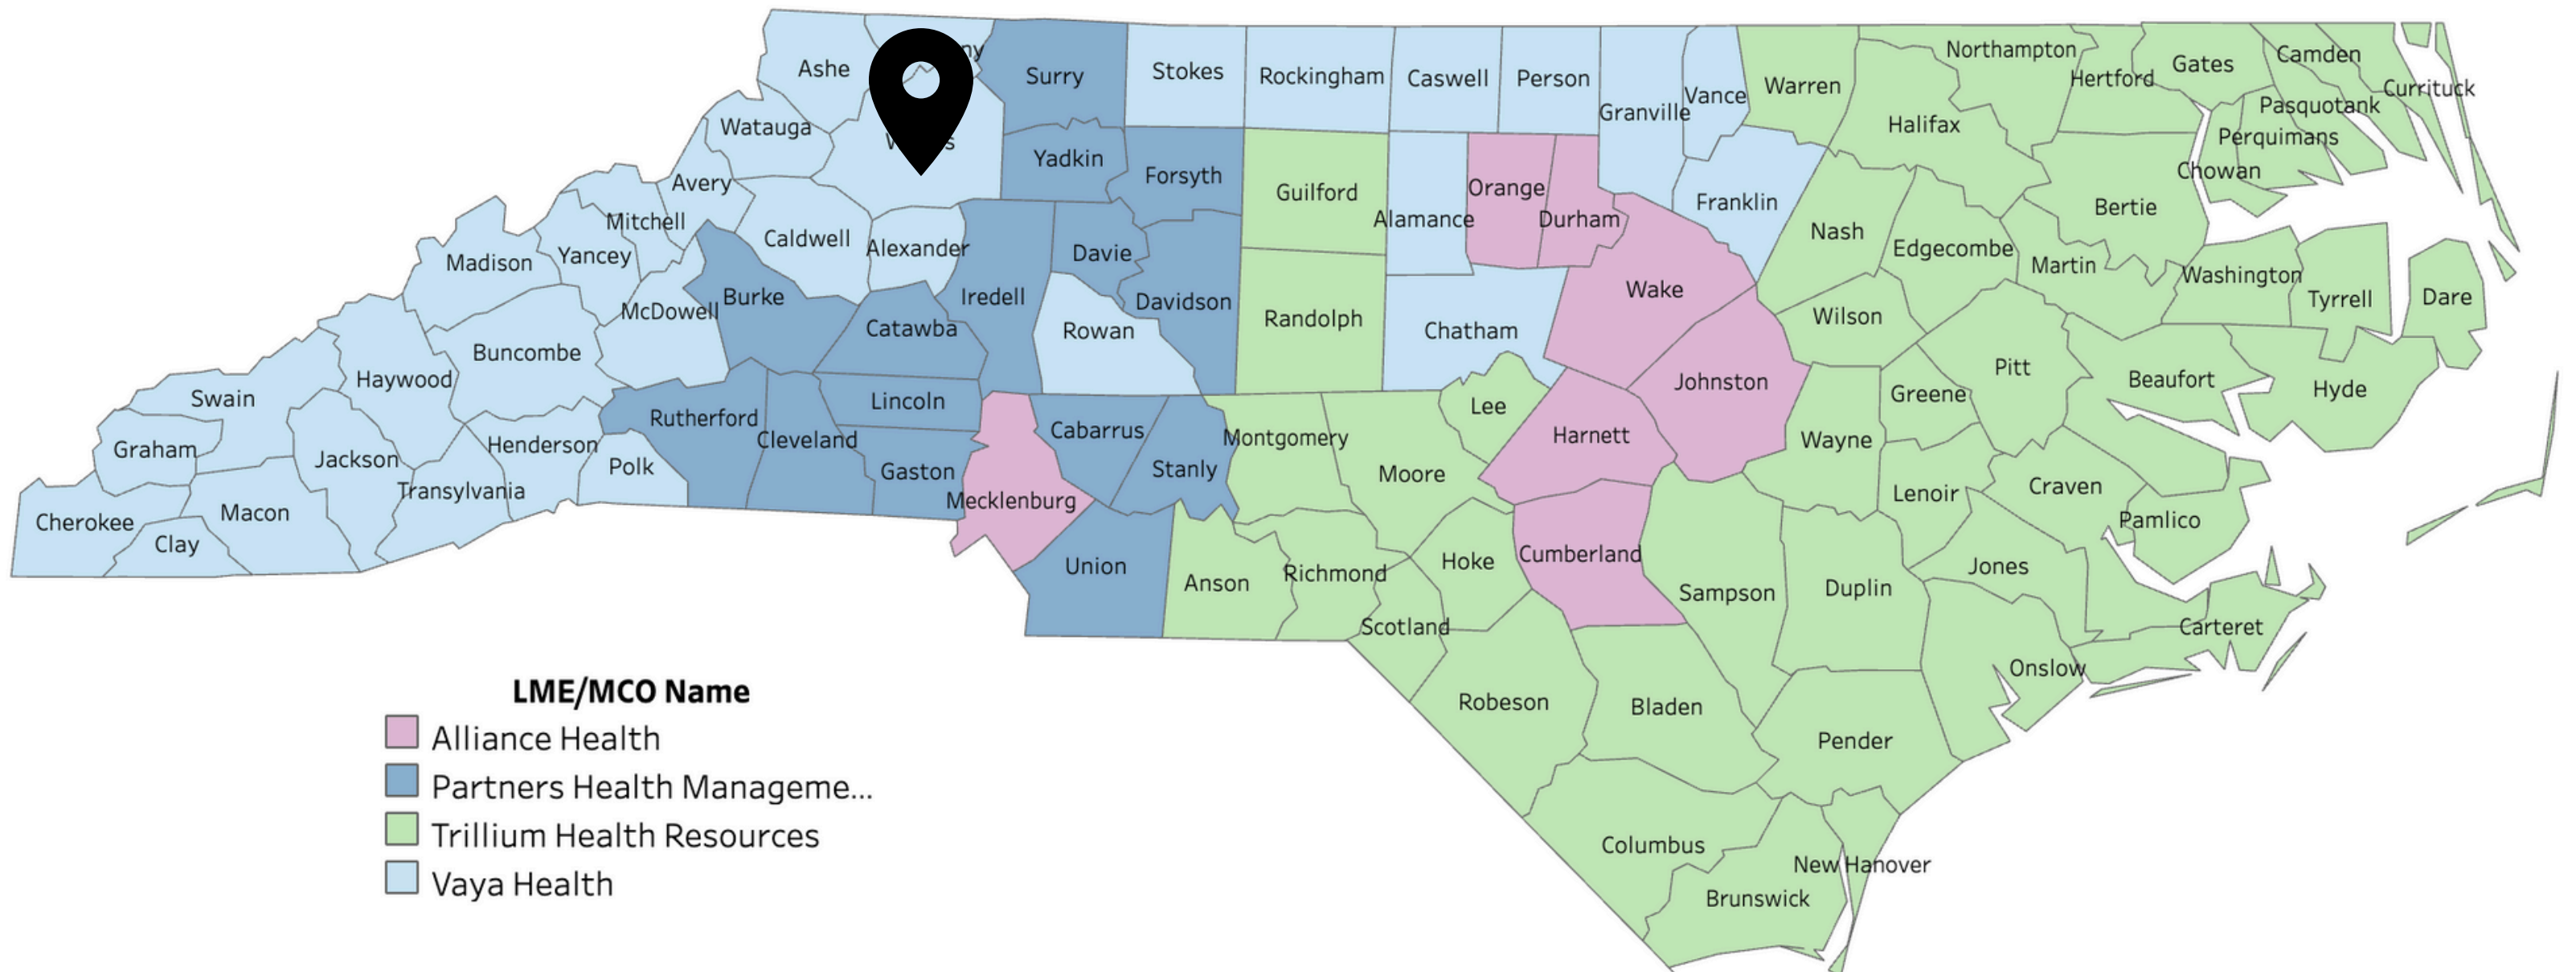 Ashe
Surry
Stokes
Rockingham
Caswell
Person
Granville
Vance
Warren
Northampton
Halifax
Hertford
Gates
Camden
Currituck
Pasquotank
Perquimans
Chowan
Watauga
Yadkin
Forsyth
Guilford
Alamance
Orange
Durham
Franklin
Nash
Edgecombe
Bertie
Martin
Washington
Tyrrell
Dare
Avery
Mitchell
Yancey
Madison
Caldwell
Alexander
Davie
Iredell
Davidson
Randolph
Chatham
Wake
Wilson
McDowell
Burke
Catawba
Rowan
Buncombe
Haywood
Swain
Graham
Jackson
Henderson
Polk
Rutherford
Cleveland
Lincoln
Gaston
Mecklenburg
Cabarrus
Stanly
Montgomery
Moore
Lee
Harnett
Johnston
Wayne
Greene
Pitt
Beaufort
Hyde
Cherokee
Clay
Macon
Transylvania
Union
Anson
Richmond
Scotland
Hoke
Cumberland
Sampson
Duplin
Lenoir
Craven
Pamlico
Jones
Carteret
Onslow
Robeson
Bladen
Pender
Columbus
Brunswick
New Hanover
LME/MCO Name
Alliance Health
Partners Health Manageme...
Trillium Health Resources
Vaya Health